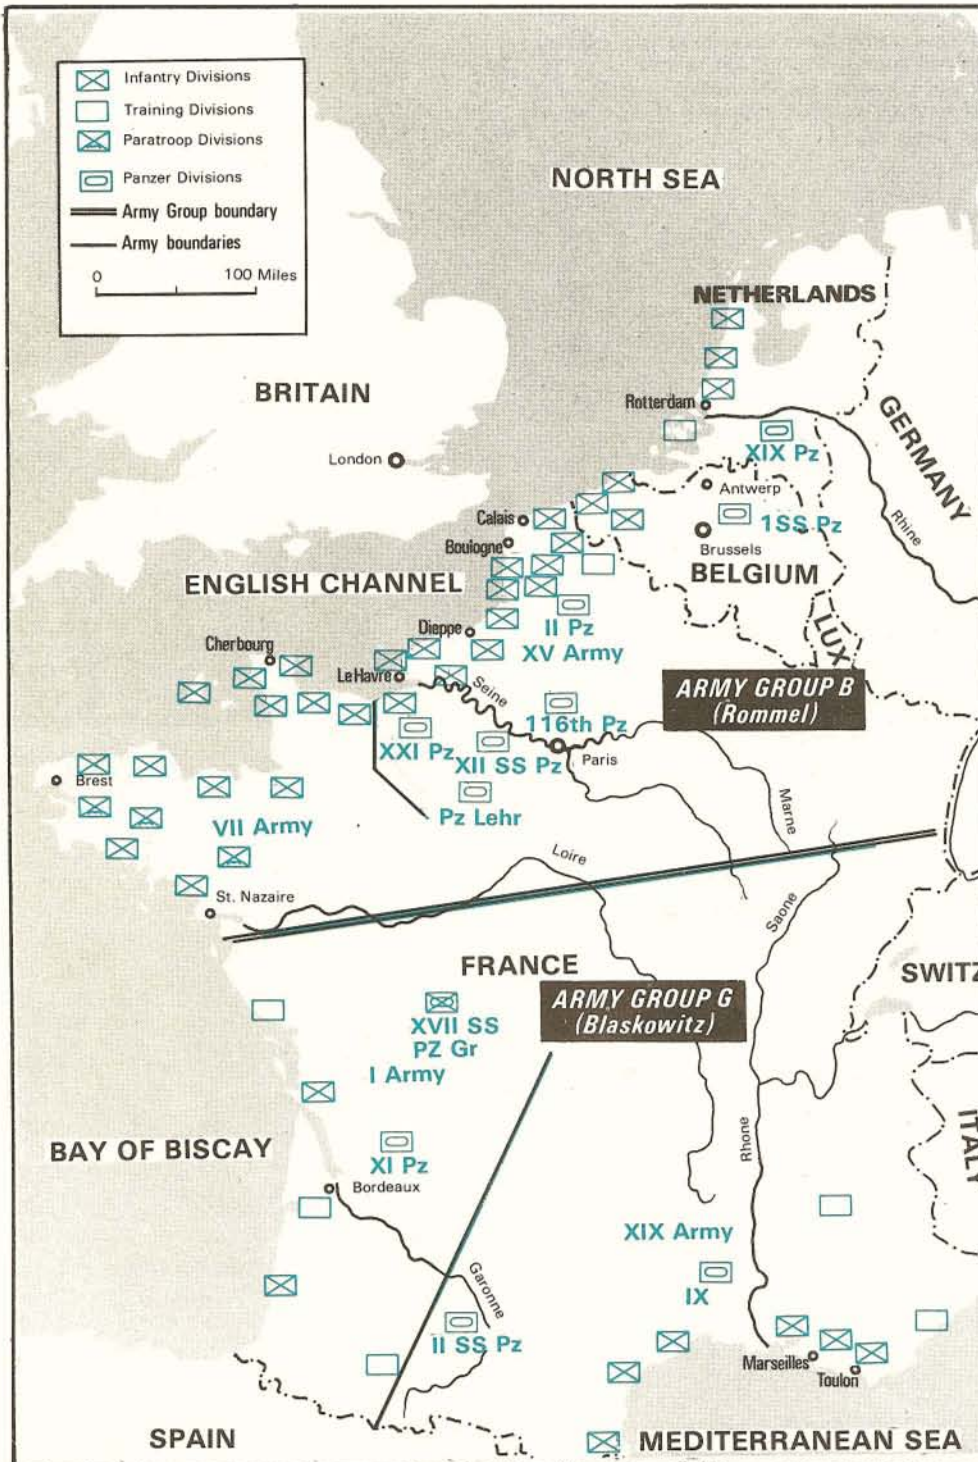 Infantry Divisions
Training Divisions
Paratroop Divisions
Panzer Divisions
Army Group boundary
Army boundaries
0 100 Miles
NORTH SEA
NETHERLANDS
BRITAIN
Rotterdam
GERMANY
London
XIX Pz
Antwerp
Rhine
Calais
1SS Pz
Boulogne
Brussels
ENGLISH CHANNEL
BELGIUM
Dieppe
II Pz
LUX
Cherbourg
XV Army
Le Havre
Seine
ARMY GROUP B
(Rommel)
116th Pz
XXI Pz
XII SS Pz
Paris
Brest
Pz Lehr
Marne
VII Army
Loire
St. Nazaire
Saone
FRANCE
SWITZ
ARMY GROUP G
(Blaskowitz)
XVII SS
PZ Gr
I Army
ITALY
BAY OF BISCAY
XI Pz
Rhone
Bordeaux
XIX Army
Garonne
IX
II SS Pz
Marseilles
Toulon
SPAIN
MEDITERRANEAN SEA